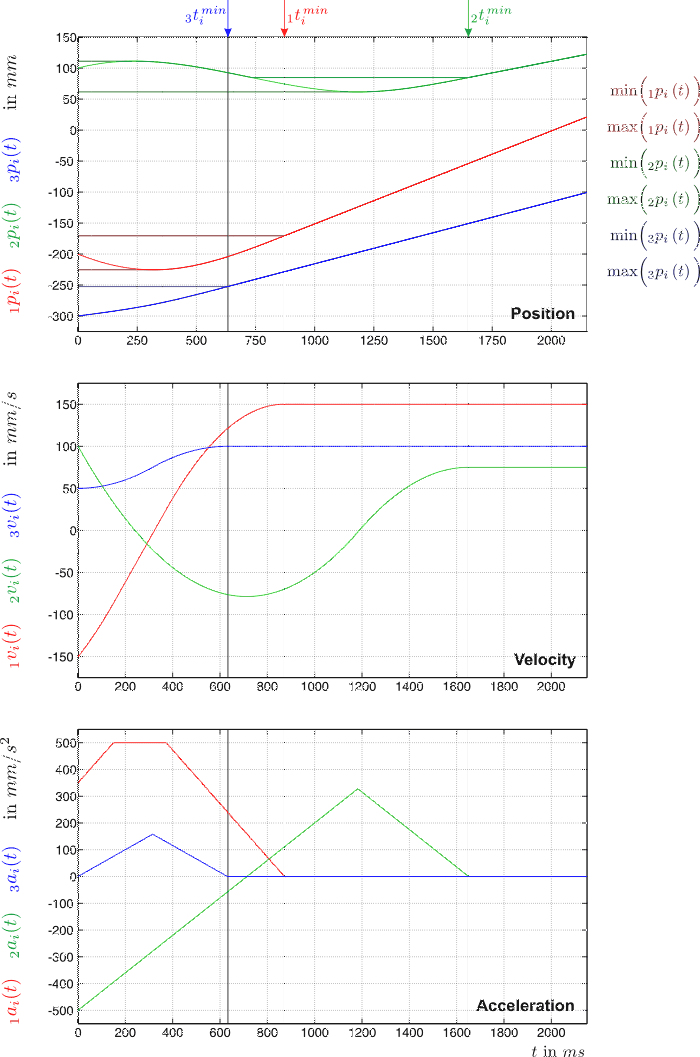 ₃tᵢᵐⁱⁿ ₁tᵢᵐⁱⁿ ₂tᵢᵐⁱⁿ
₁pᵢ(t) ₂pᵢ(t) ₃pᵢ(t) in mm
150
100
50
0
-50
-100
-150
-200
-250
-300
0 250 500 750 1000 1250 1500 1750 2000
Position
min(₁pᵢ(t))
max(₁pᵢ(t))
min(₂pᵢ(t))
max(₂pᵢ(t))
min(₃pᵢ(t))
max(₃pᵢ(t))
₁vᵢ(t) ₂vᵢ(t) ₃vᵢ(t) in mm/s
150
100
50
0
-50
-100
-150
0 200 400 600 800 1000 1200 1400 1600 1800 2000
Velocity
₁aᵢ(t) ₂aᵢ(t) ₃aᵢ(t) in mm/s²
500
400
300
200
100
0
-100
-200
-300
-400
-500
0 200 400 600 800 1000 1200 1400 1600 1800 2000
Acceleration
t in ms